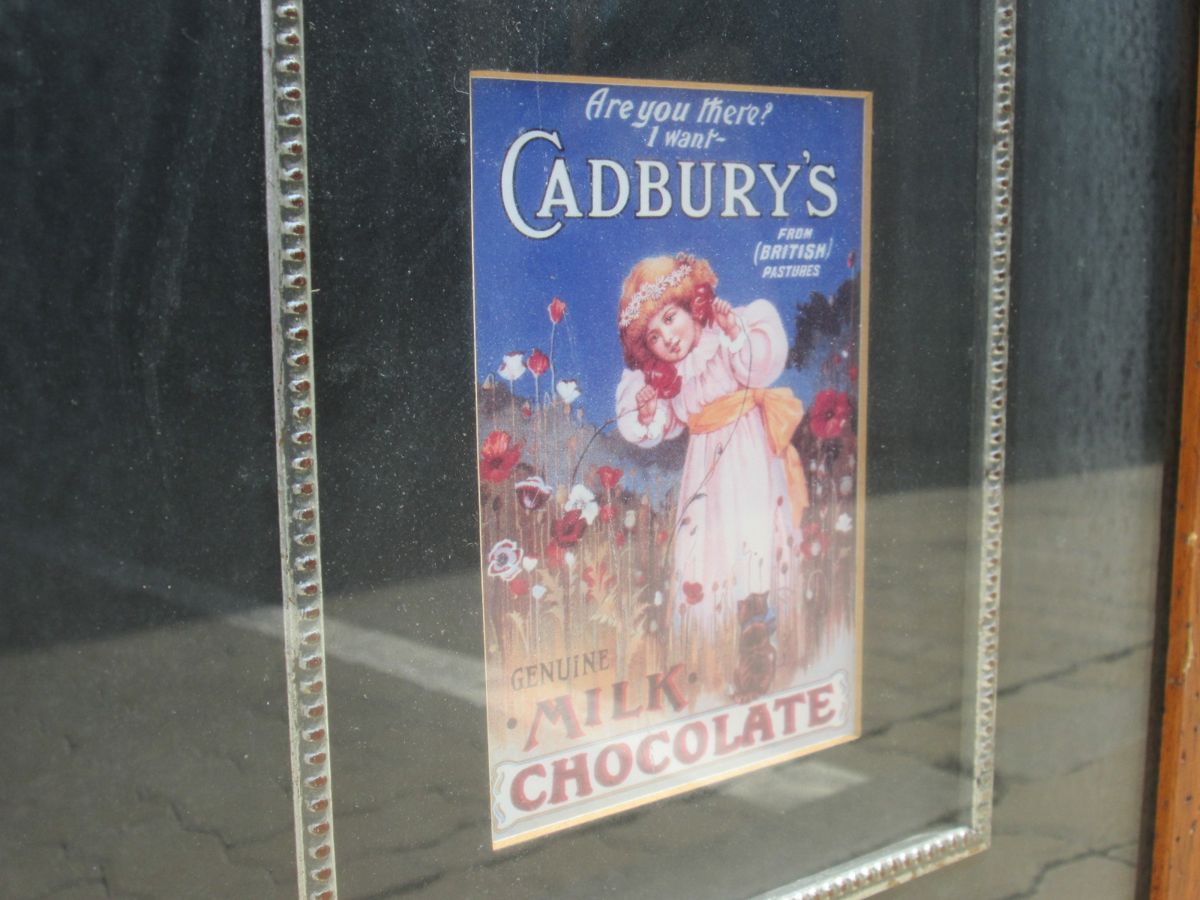 Are you there?
I want-
CADBURY'S
FROM
(BRITISH)
PASTURES
GENUINE
·MILK·
CHOCOLATE